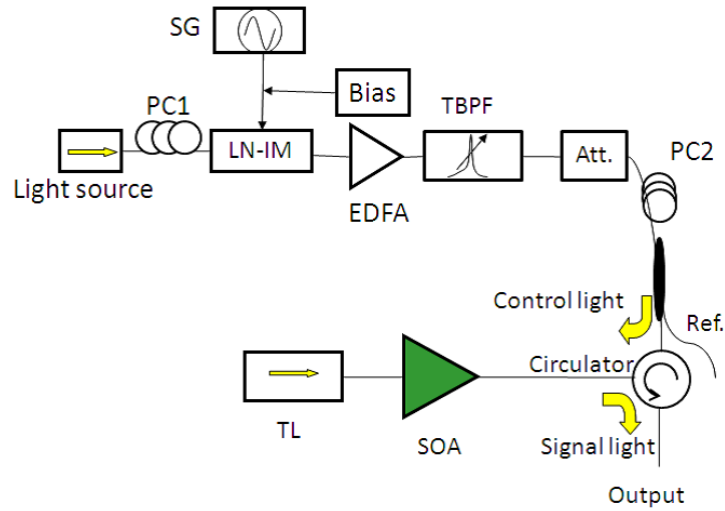 SG
Bias
PC1
TBPF
LN-IM
Att.
PC2
Light source
EDFA
Control light
Ref.
Circulator
TL
SOA
Signal light
Output